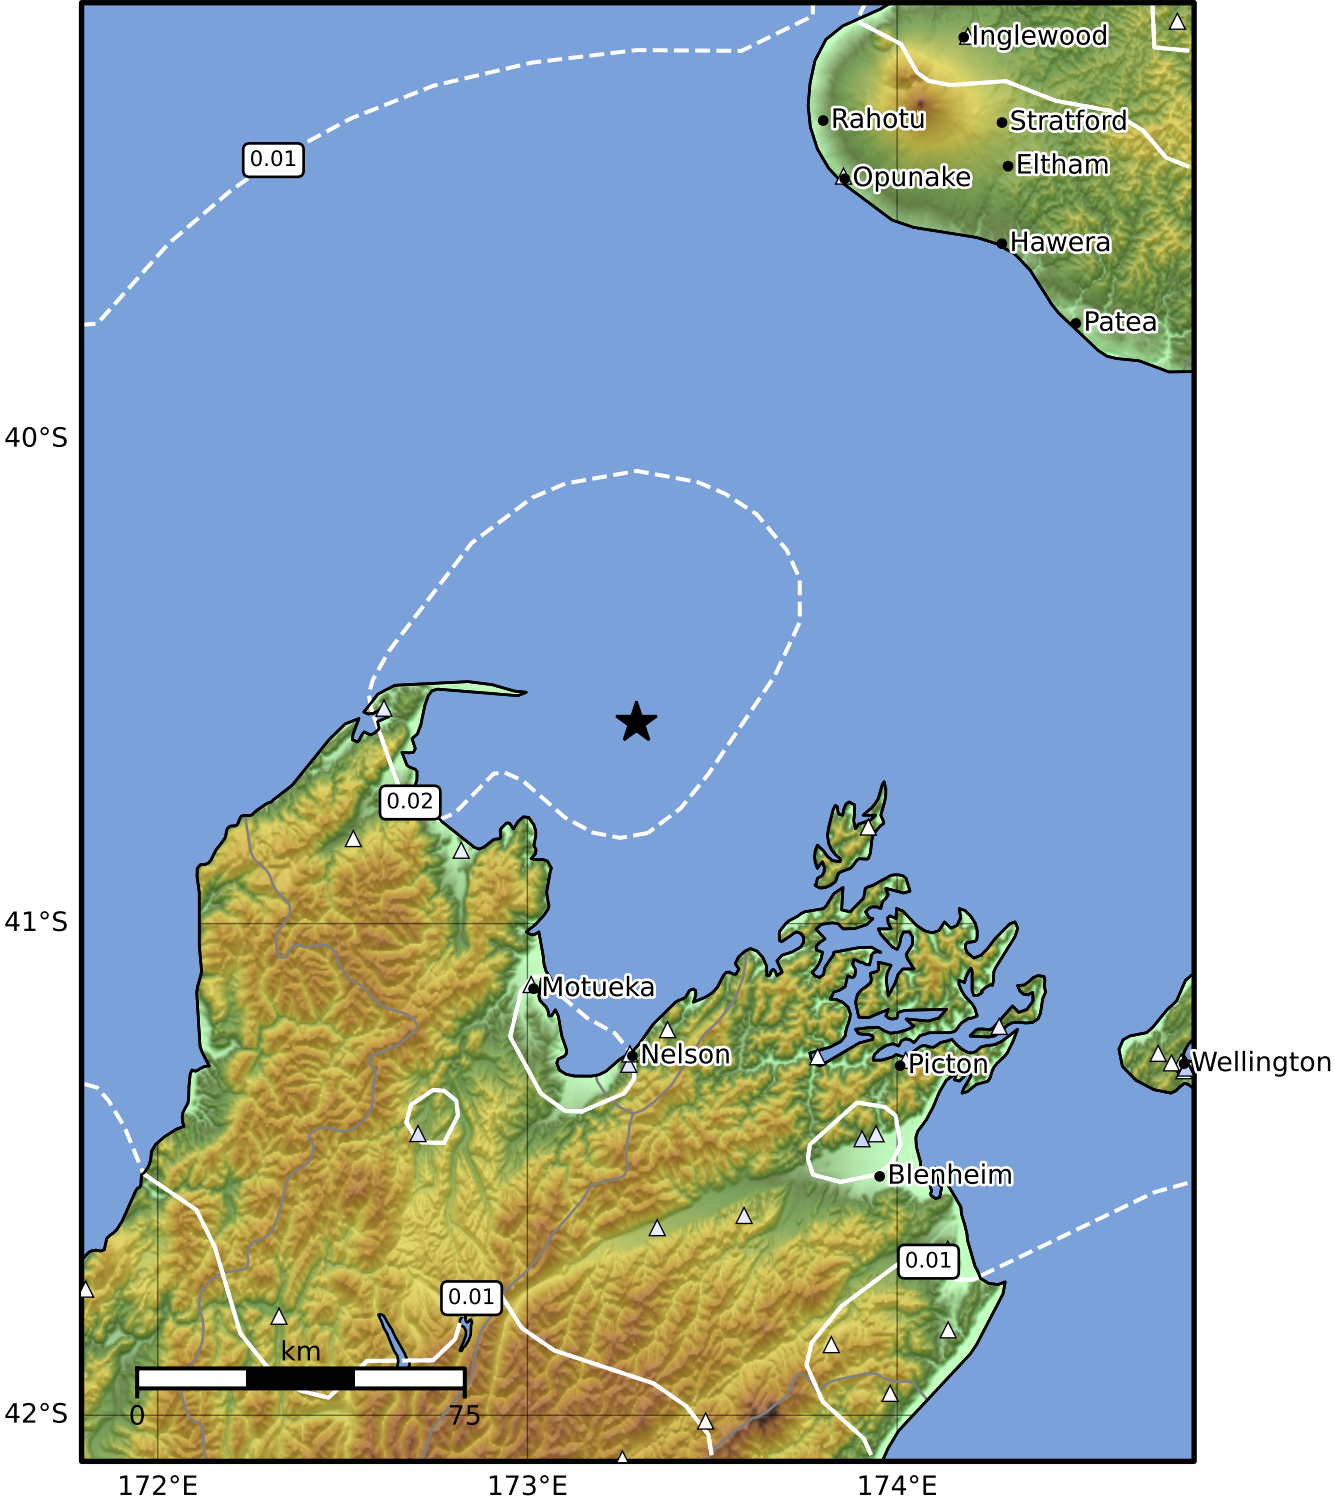 Inglewood
Rahotu
Stratford
0.01
Eltham
Opunake
Hawera
Patea
40°S
0.02
41°S
Motueka
Nelson
Picton
Wellington
Blenheim
0.01
0.01
km
0
75
42°S
172°E
173°E
174°E